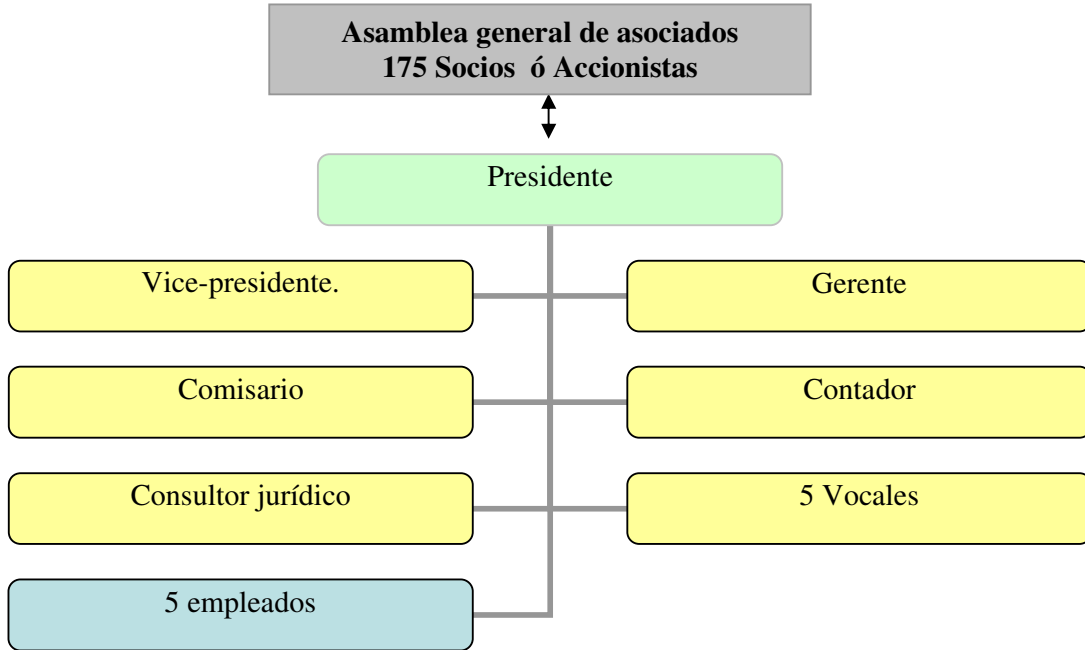 Asamblea general de asociados
175 Socios ó Accionistas
Presidente
Vice-presidente.
Gerente
Comisario
Contador
Consultor jurídico
5 Vocales
5 empleados